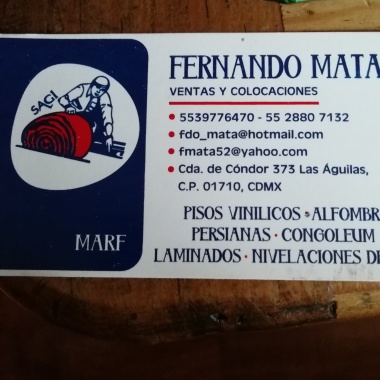 FERNANDO MATA
VENTAS Y COLOCACIONES
5539776470 - 55 2880 7132
fdo_mata@hotmail.com
fmata52@yahoo.com
Cda. de Cóndor 373 Las Águilas,
C.P. 01710, CDMX
PISOS VINILICOS · ALFOMBR
PERSIANAS · CONGOLEUM
LAMINADOS · NIVELACIONES DE
SAGI
MARF